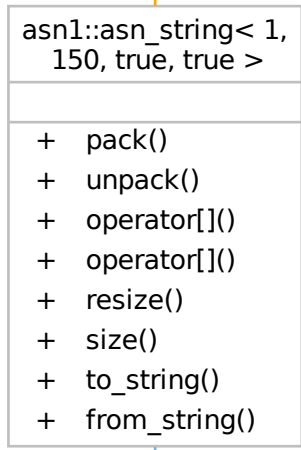 asn1::asn_string< 1,
150, true, true >
+ pack()
+ unpack()
+ operator[]()
+ operator[]()
+ resize()
+ size()
+ to_string()
+ from_string()